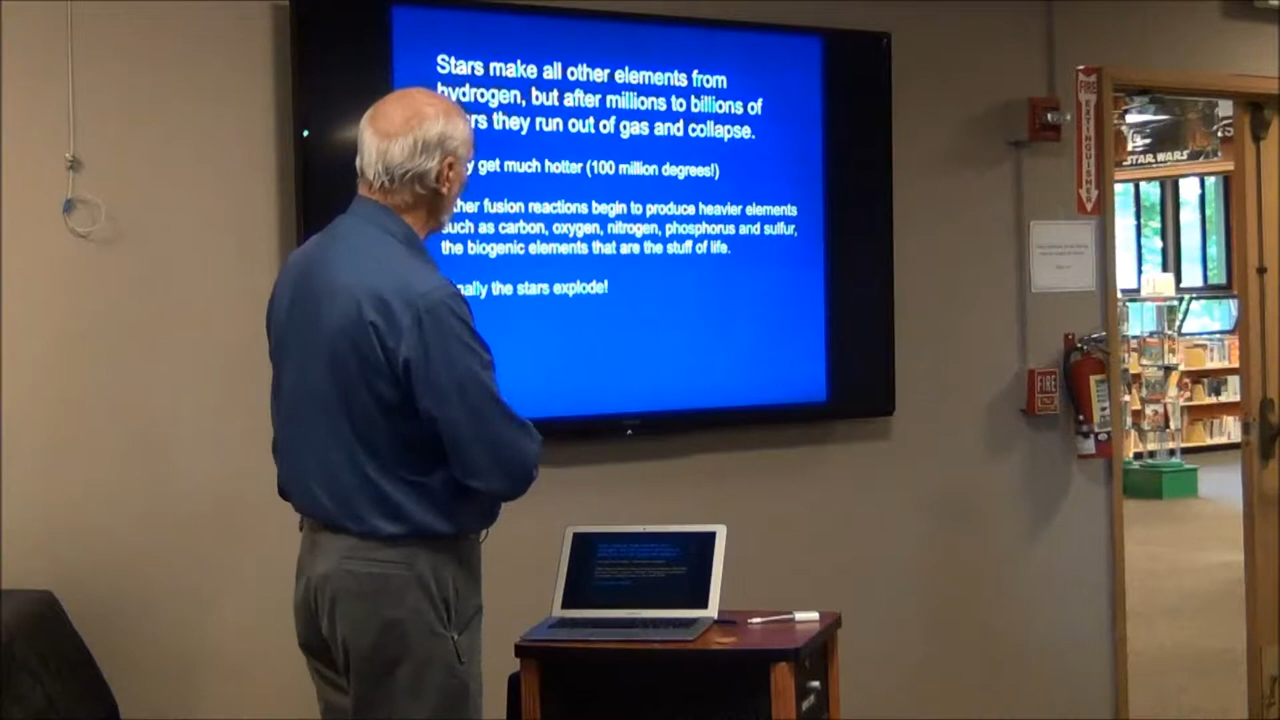 Stars make all other elements from
hydrogen, but after millions to billions of
rs they run out of gas and collapse.
y get much hotter (100 million degrees!)
ther fusion reactions begin to produce heavier elements
such as carbon, oxygen, nitrogen, phosphorus and sulfur,
the biogenic elements that are the stuff of life.
nally the stars explode!
FIRE
EXTINGUISHER
STAR WARS
FIRE